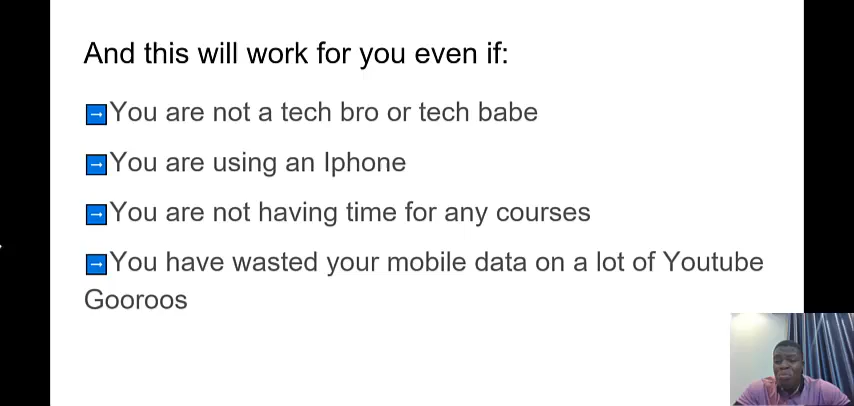 And this will work for you even if:
➡You are not a tech bro or tech babe
➡You are using an Iphone
➡You are not having time for any courses
➡You have wasted your mobile data on a lot of Youtube
Gooroos